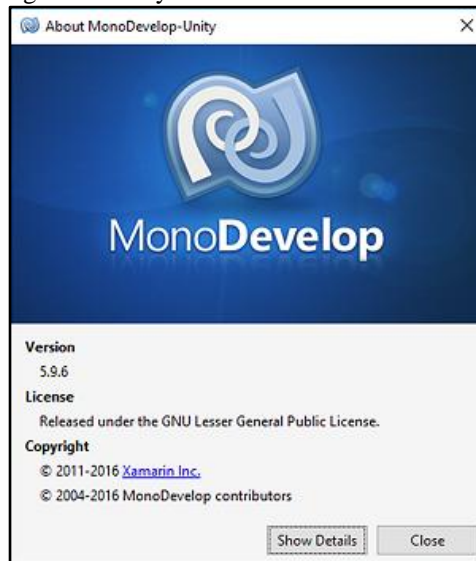 About MonoDevelop-Unity
MonoDevelop
Version
5.9.6
License
Released under the GNU Lesser General Public License.
Copyright
© 2011-2016 Xamarin Inc.
© 2004-2016 MonoDevelop contributors
Show Details Close